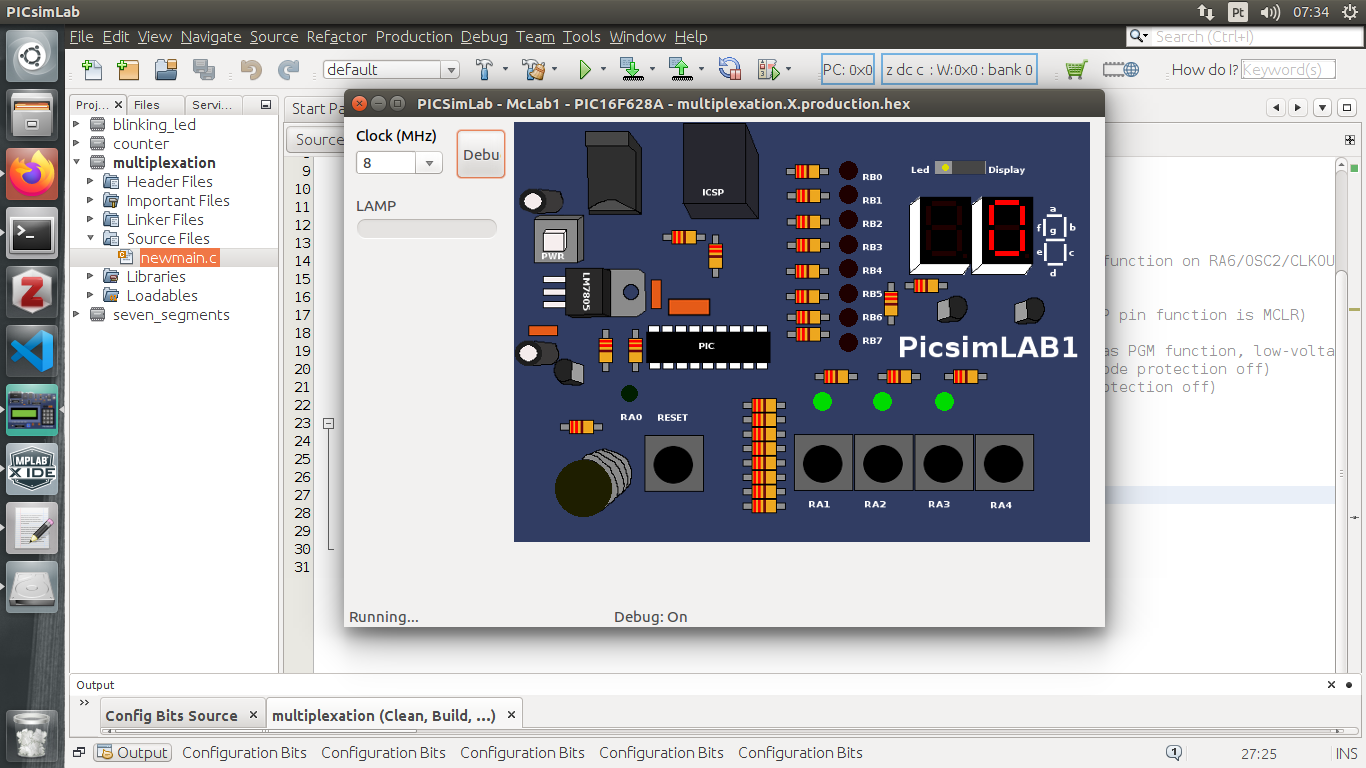 PICsimLab
Pt
07:34
File Edit View Navigate Source Refactor Production Debug Team Tools Window Help
Search (Ctrl+I)
default
PC: 0x0
z dc c : W:0x0 : bank 0
How do I?
Keyword(s)
Proj...
Files
Servi...
Start Pa
Source
blinking_led
counter
multiplexation
Header Files
Important Files
Linker Files
Source Files
newmain.c
Libraries
Loadables
seven_segments
9
10
11
12
13
14
15
16
17
18
19
20
21
22
23
24
25
26
27
28
29
30
31
PICSimLab - McLab1 - PIC16F628A - multiplexation.X.production.hex
Clock (MHz)
8
Debu
LAMP
ICSP
PWR
LM7805
PIC
RA0
RESET
RB0
RB1
RB2
RB3
RB4
RB5
RB6
RB7
Led
Display
a
f
b
g
e
c
d
PicsimLAB1
RA1
RA2
RA3
RA4
Running...
Debug: On
function on RA6/OSC2/CLKOU
P pin function is MCLR)
as PGM function, low-volta
ode protection off)
otection off)
Output
Config Bits Source
multiplexation (Clean, Build, ...)
Output
Configuration Bits
Configuration Bits
Configuration Bits
Configuration Bits
Configuration Bits
1
27:25
INS